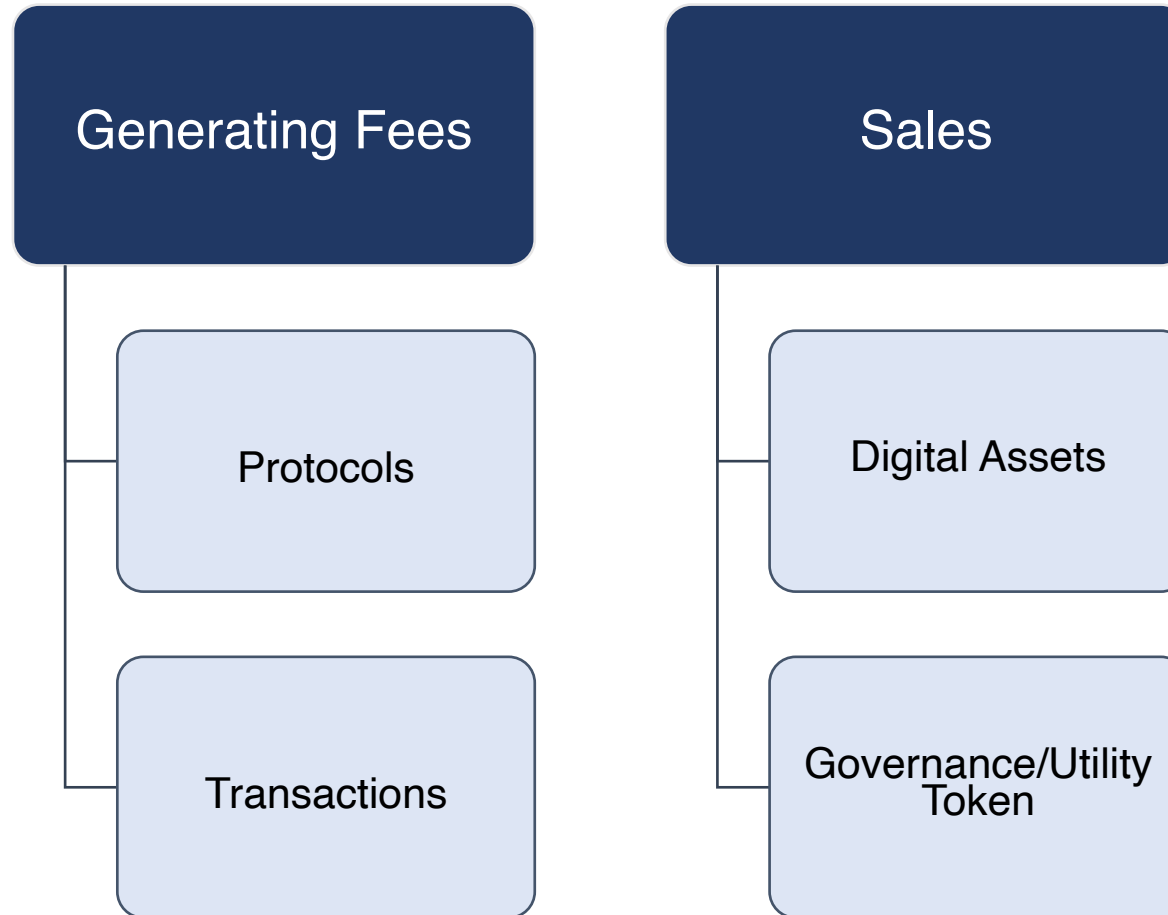 Generating Fees
Sales
Protocols
Digital Assets
Transactions
Governance/Utility
Token